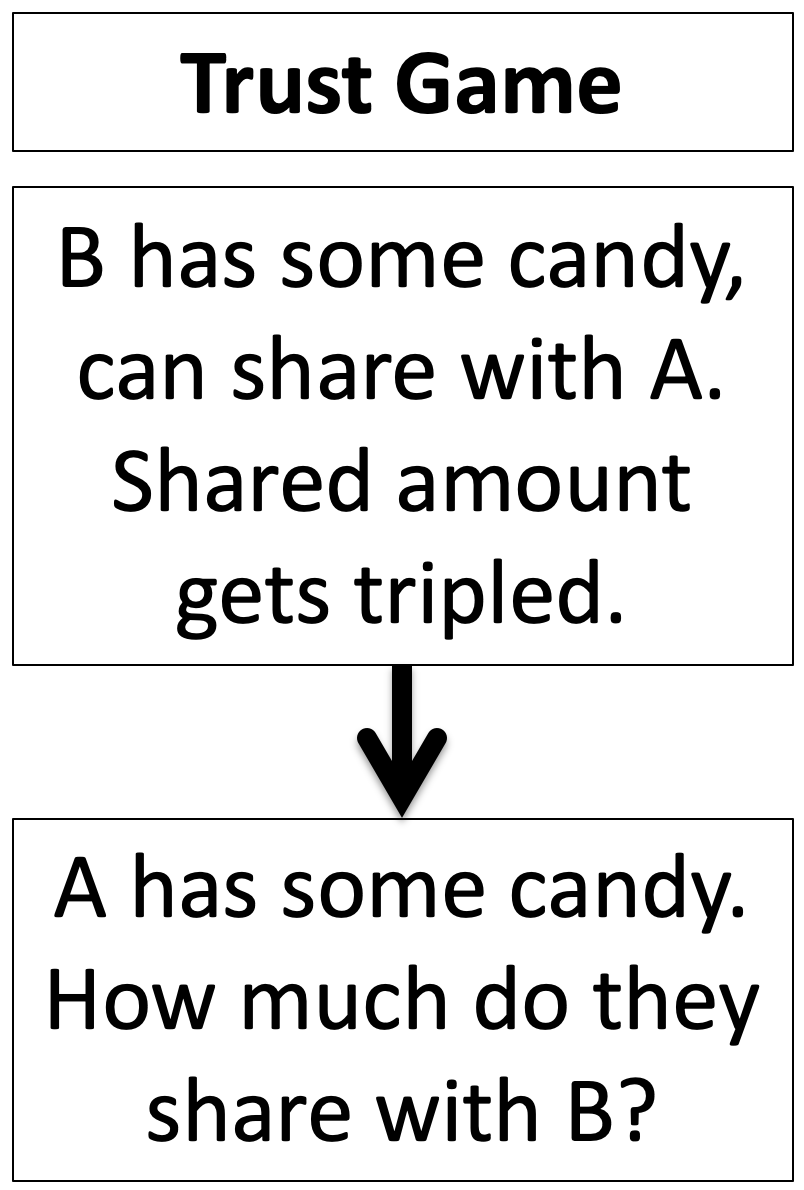 Trust Game
B has some candy,
can share with A.
Shared amount
gets tripled.
A has some candy.
How much do they
share with B?